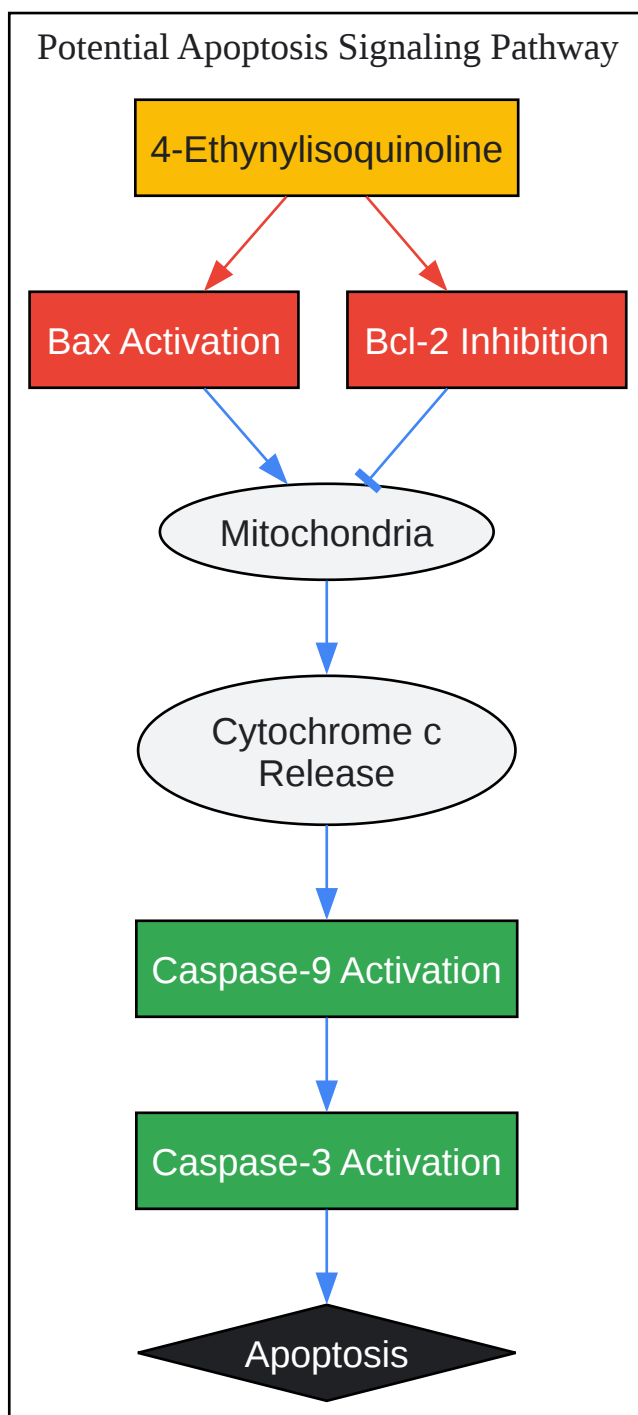 Potential Apoptosis Signaling Pathway
4-Ethynylisoquinoline
Bax Activation
Bcl-2 Inhibition
Mitochondria
Cytochrome c
Release
Caspase-9 Activation
Caspase-3 Activation
Apoptosis